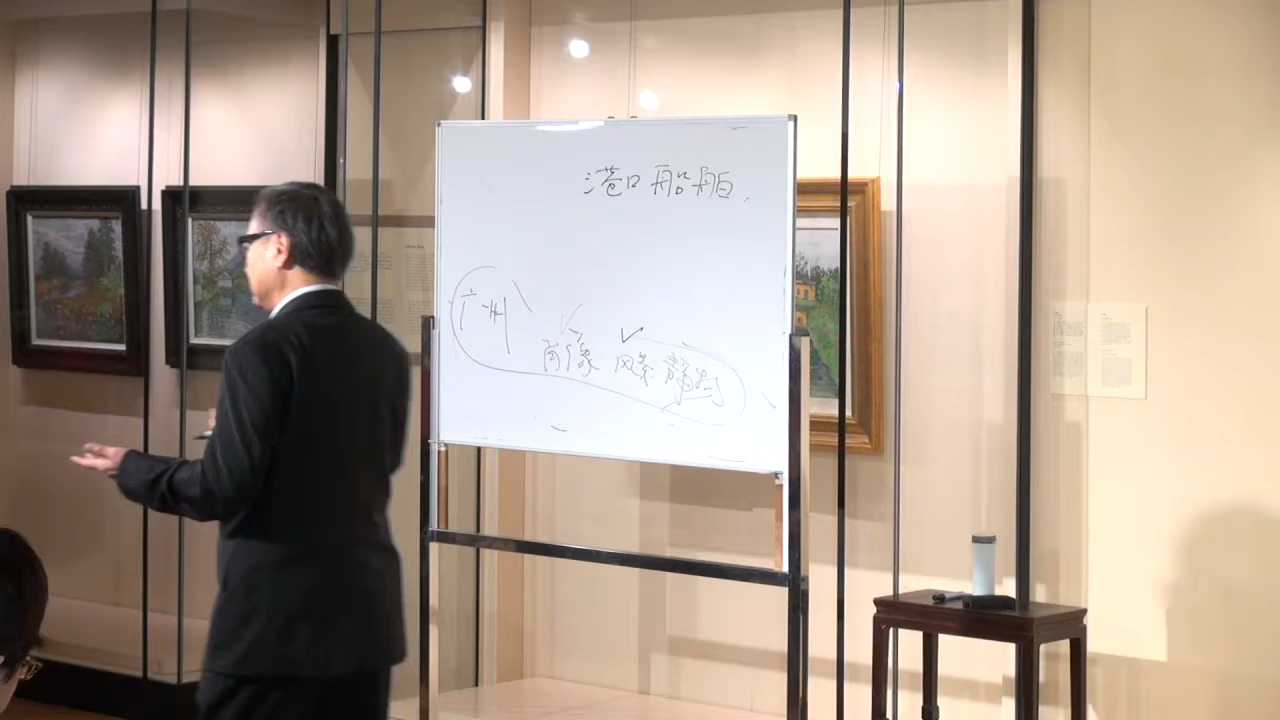 港口船舶.
广州
肖像 风景 静物